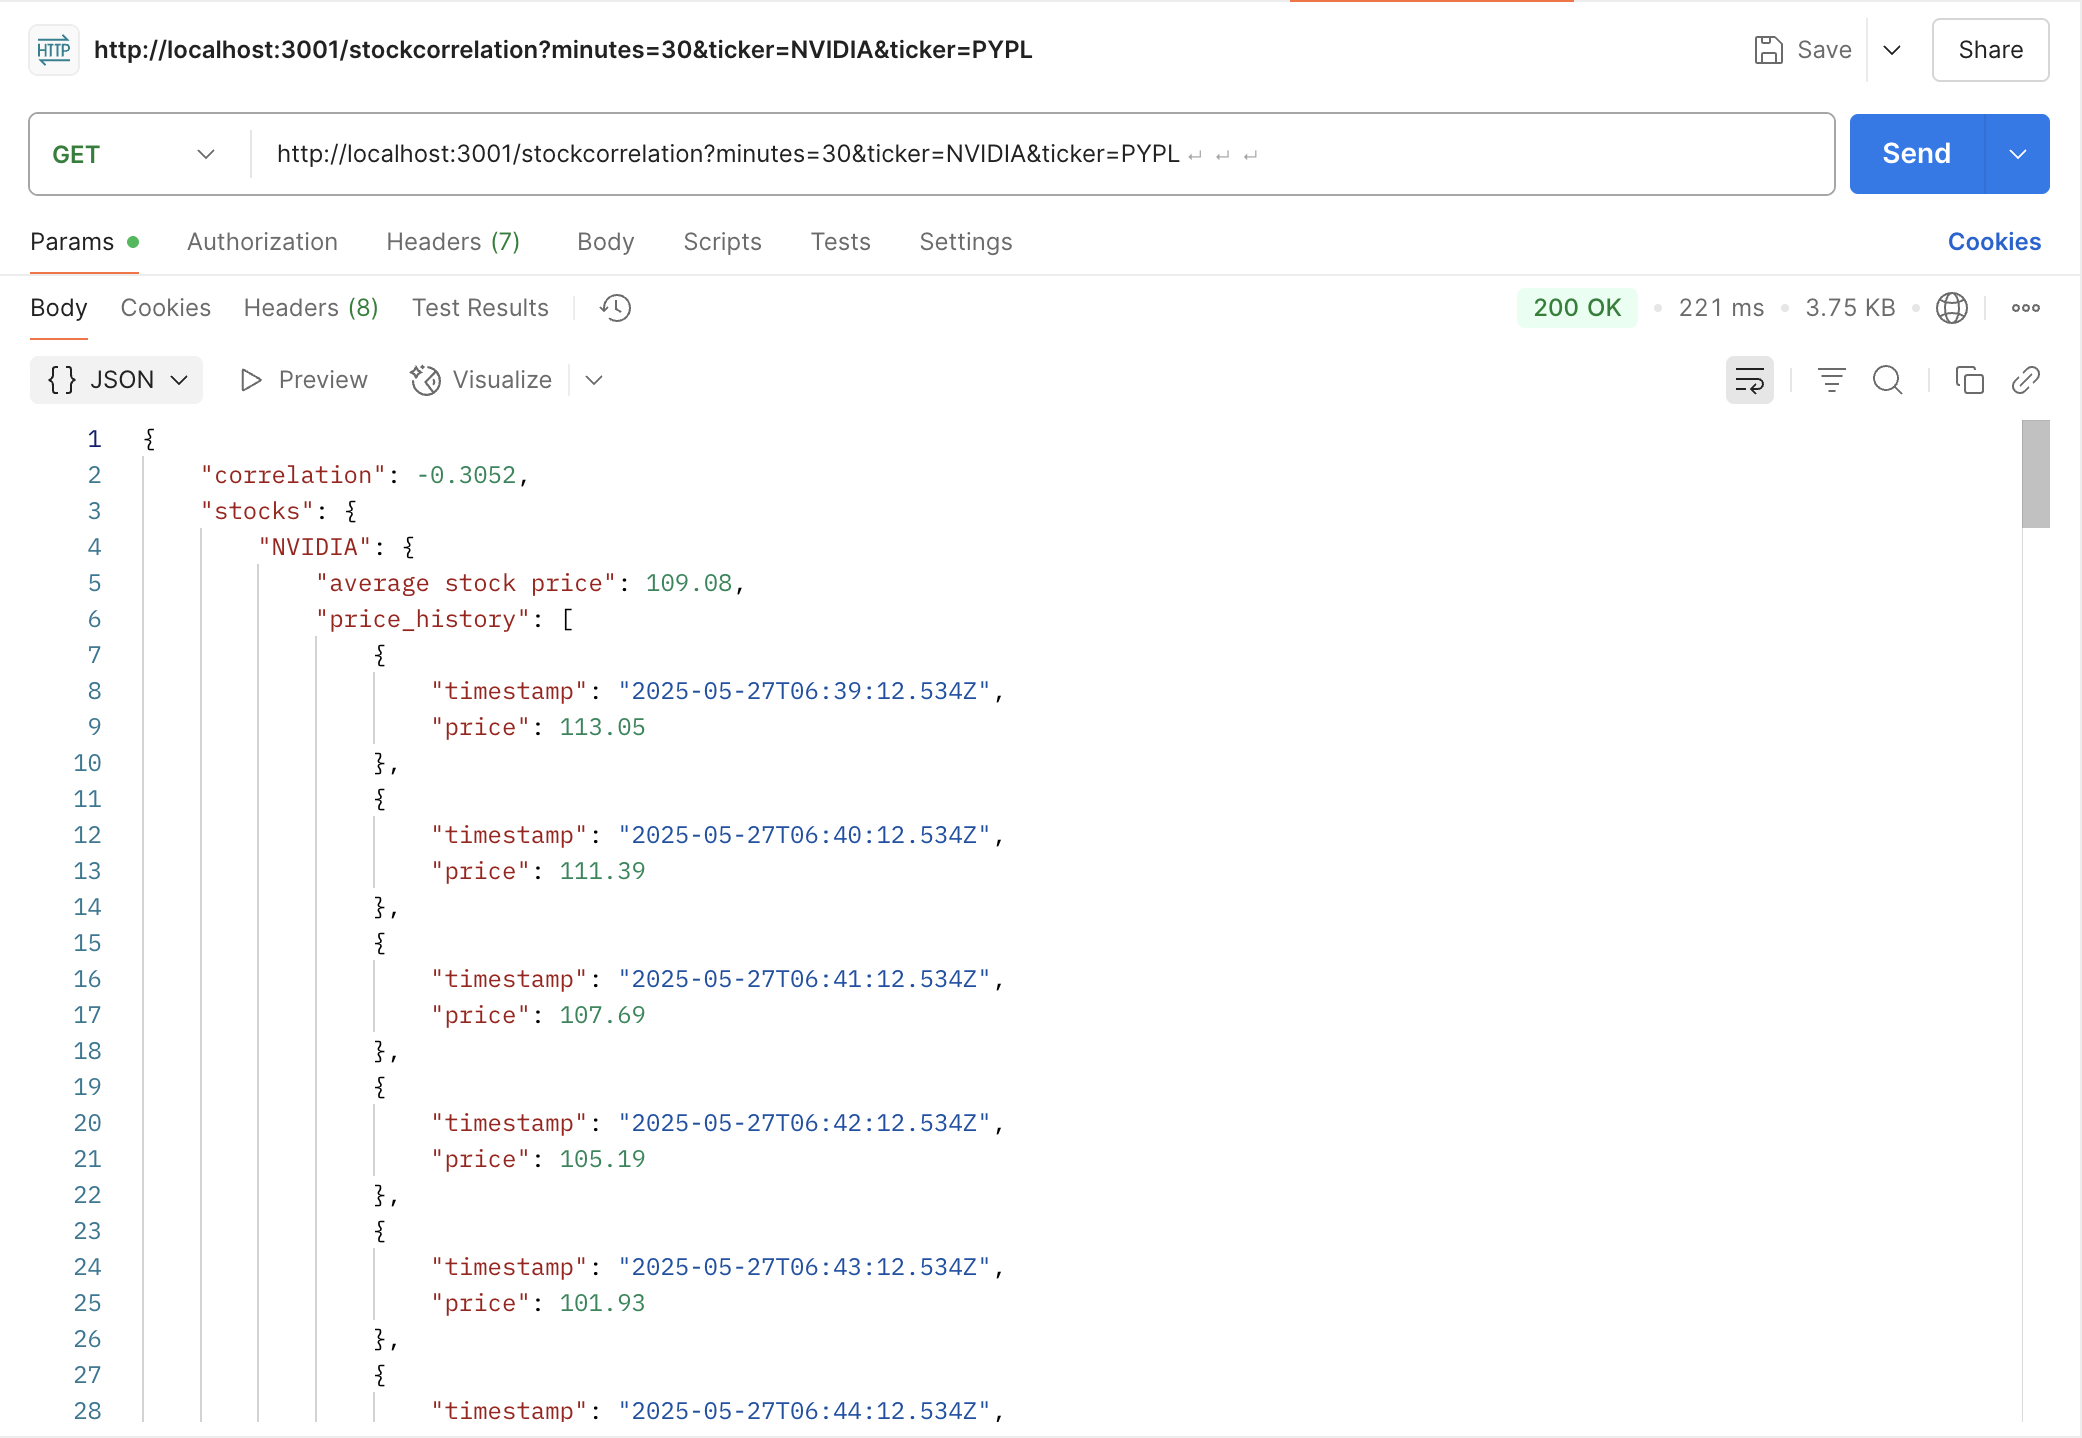 HTTP http://localhost:3001/stockcorrelation?minutes=30&ticker=NVIDIA&ticker=PYPL Save Share
GET http://localhost:3001/stockcorrelation?minutes=30&ticker=NVIDIA&ticker=PYPL ↵ ↵ ↵ Send
Params Authorization Headers (7) Body Scripts Tests Settings Cookies
Body Cookies Headers (8) Test Results 200 OK • 221 ms • 3.75 KB •
{} JSON Preview Visualize
1 {
2 "correlation": -0.3052,
3 "stocks": {
4 "NVIDIA": {
5 "average stock price": 109.08,
6 "price_history": [
7 {
8 "timestamp": "2025-05-27T06:39:12.534Z",
9 "price": 113.05
10 },
11 {
12 "timestamp": "2025-05-27T06:40:12.534Z",
13 "price": 111.39
14 },
15 {
16 "timestamp": "2025-05-27T06:41:12.534Z",
17 "price": 107.69
18 },
19 {
20 "timestamp": "2025-05-27T06:42:12.534Z",
21 "price": 105.19
22 },
23 {
24 "timestamp": "2025-05-27T06:43:12.534Z",
25 "price": 101.93
26 },
27 {
28 "timestamp": "2025-05-27T06:44:12.534Z",